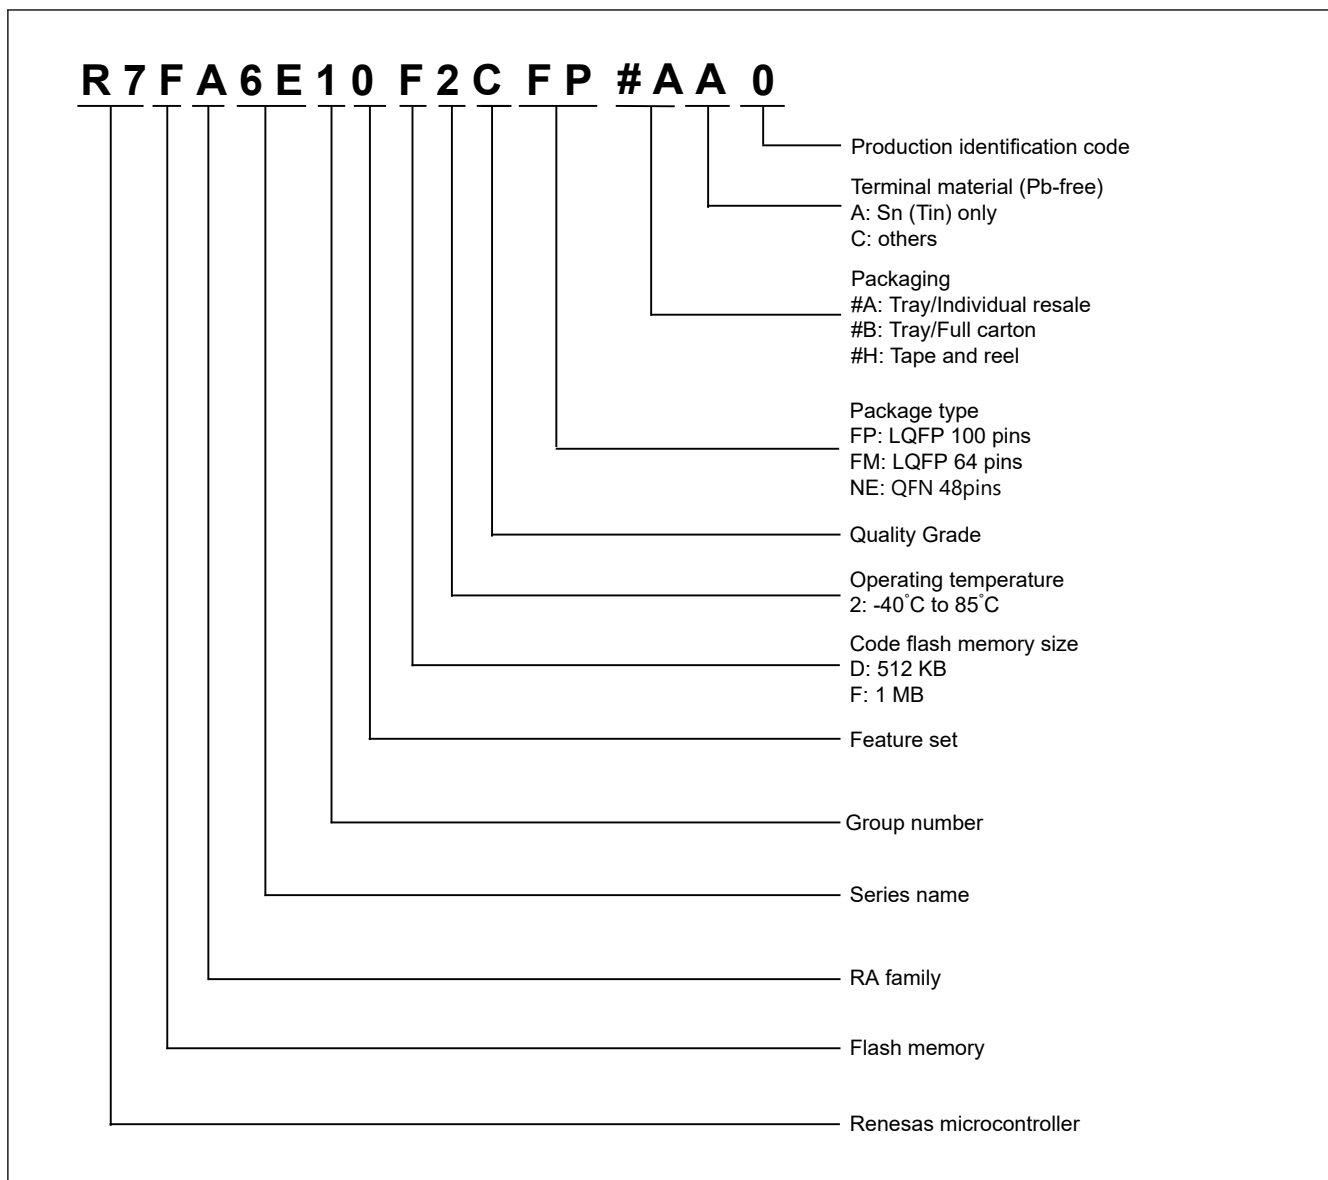 R7FA6E10F2CFP#AA0
Production identification code
Terminal material (Pb-free)
A: Sn (Tin) only
C: others
Packaging
#A: Tray/Individual resale
#B: Tray/Full carton
#H: Tape and reel
Package type
FP: LQFP 100 pins
FM: LQFP 64 pins
NE: QFN 48pins
Quality Grade
Operating temperature
2: -40°C to 85°C
Code flash memory size
D: 512 KB
F: 1 MB
Feature set
Group number
Series name
RA family
Flash memory
Renesas microcontroller